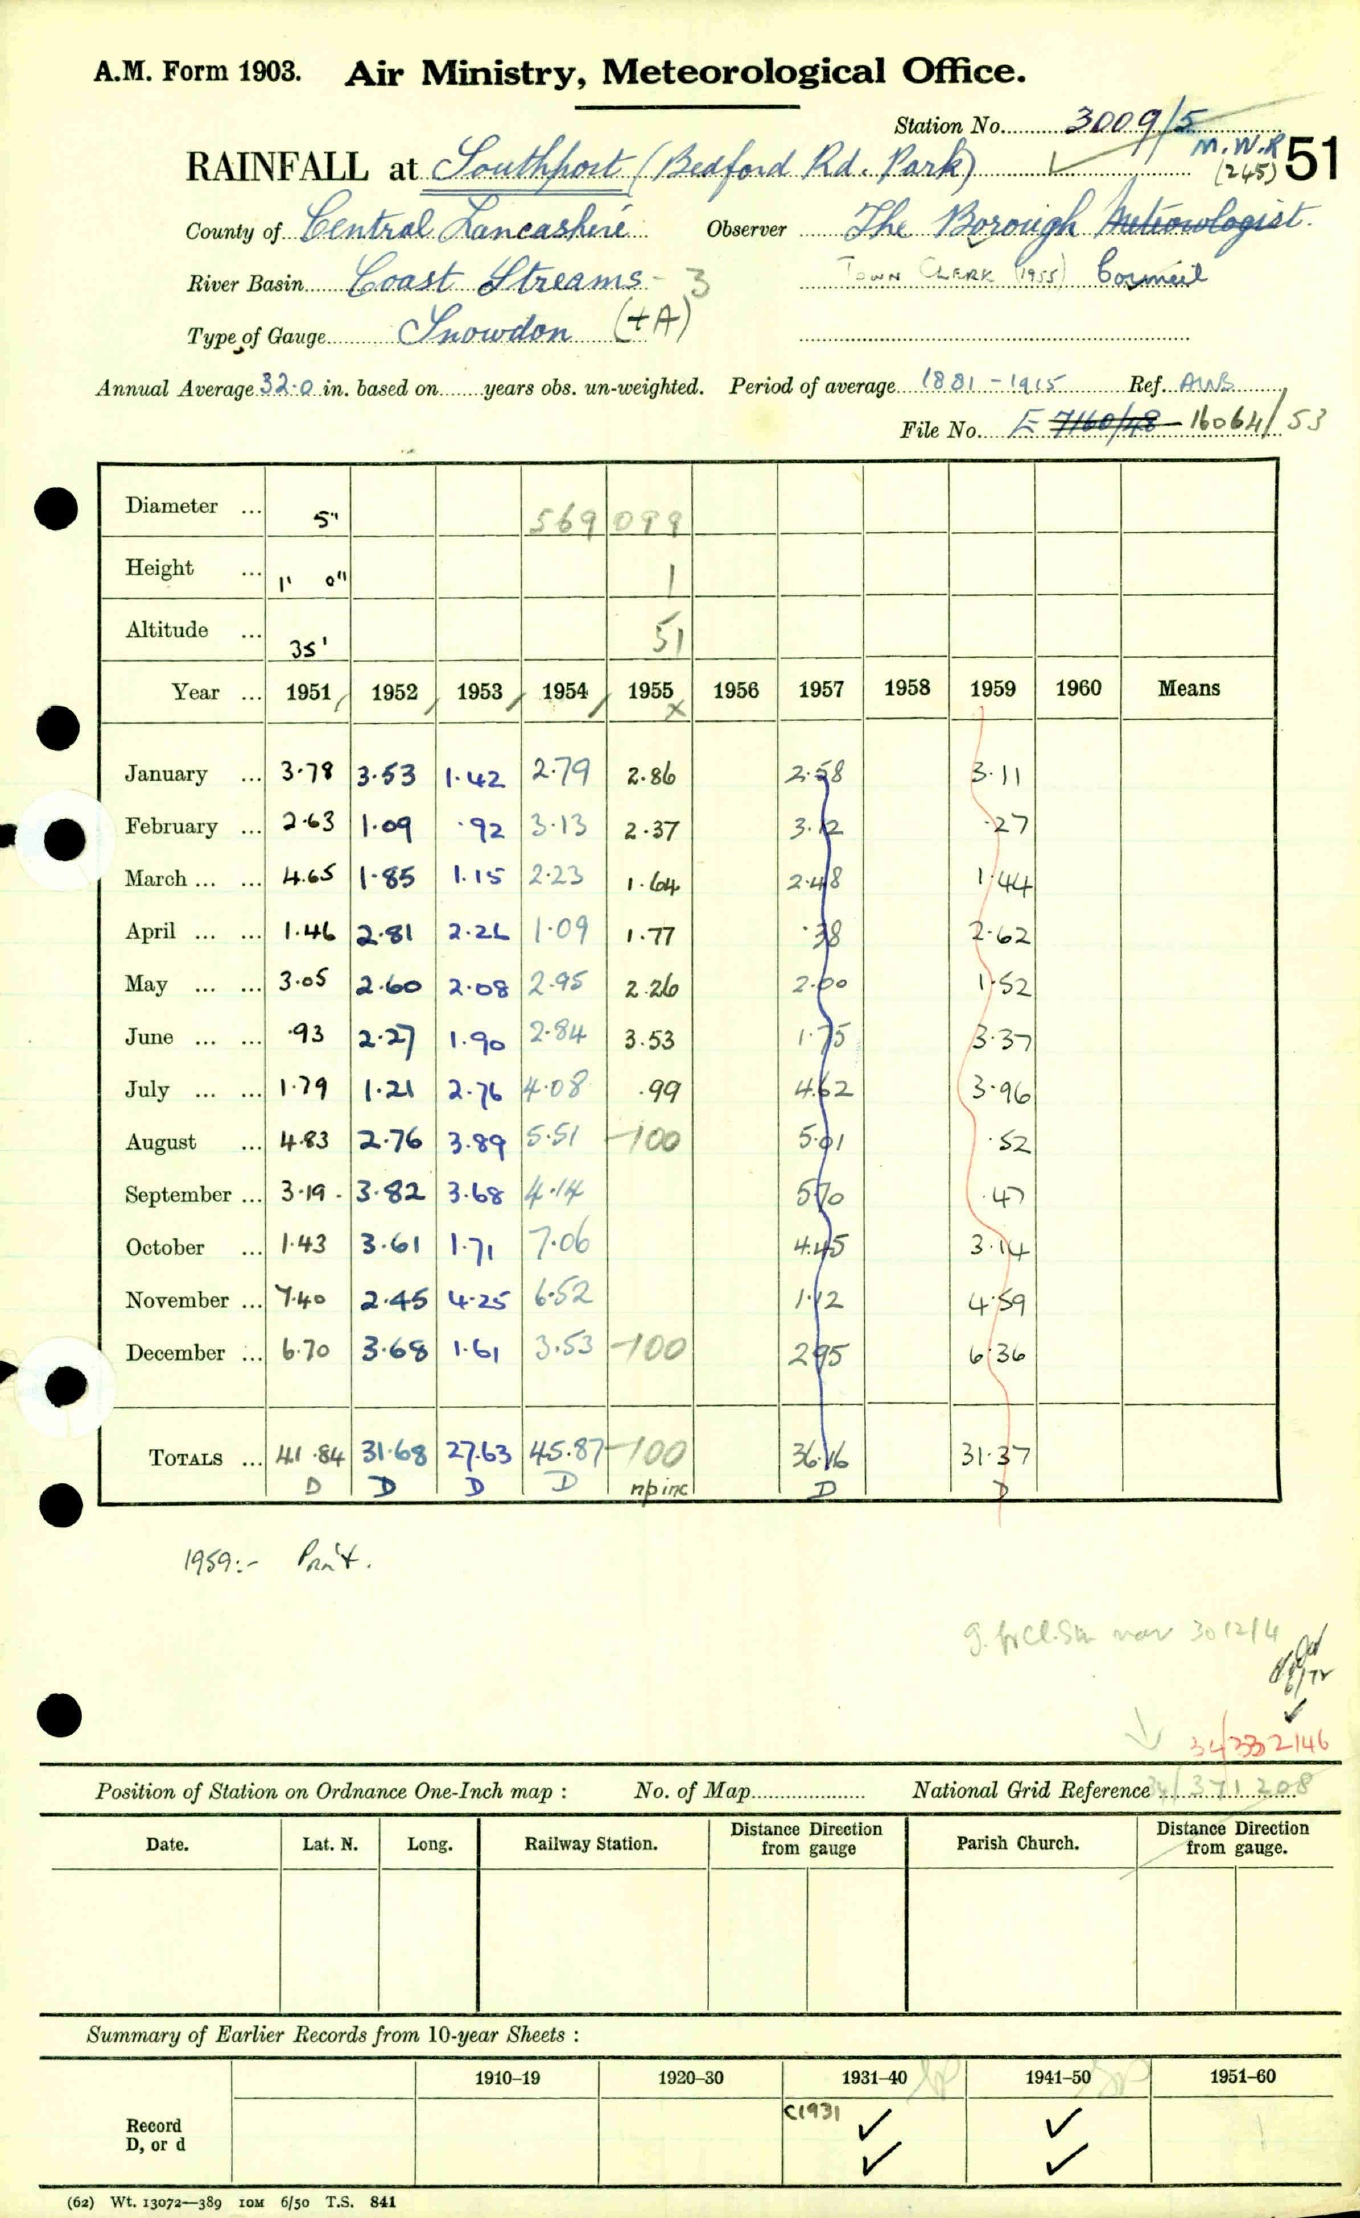 A.M. Form 1903. Air Ministry, Meteorological Office.
Station No. 3009/5
M.W.R
(245) 51
RAINFALL at Southport (Bedford Rd. Park)
County of Central Lancashire Observer The Borough Meteorologist.
River Basin Coast Streams - 3 TOWN CLERK (1955) Council
Type of Gauge Snowdon (+A)
Annual Average 32.0 in. based on years obs. un-weighted. Period of average 1881 - 1915 Ref. AWB
File No. E 7160/48 - 16064/53
Diameter ... 5" 569 099
Height ... 1' 0" 1
Altitude ... 35' 51
Year ... 1951 1952 1953 1954 1955 1956 1957 1958 1959 1960 Means
x
January ... 3.78 3.53 1.42 2.79 2.86 2.58 3.11
February ... 2.63 1.09 .92 3.13 2.37 3.12 .27
March ... ... 4.65 1.85 1.15 2.23 1.64 2.48 1.44
April ... ... 1.46 2.81 2.26 1.09 1.77 .38 2.62
May ... ... 3.05 2.60 2.08 2.95 2.26 2.00 1.52
June ... ... .93 2.27 1.90 2.84 3.53 1.75 3.37
July ... ... 1.79 1.21 2.76 4.08 .99 4.62 3.96
August ... 4.83 2.76 3.89 5.51 -100 5.01 .52
September ... 3.19 3.82 3.68 4.14 5.70 .47
October ... 1.43 3.61 1.71 7.06 4.45 3.14
November ... 7.40 2.45 4.25 6.52 1.12 4.59
December ... 6.70 3.68 1.61 3.53 -100 2.95 6.36
TOTALS ... 41.84 31.68 27.63 45.87 -100 36.16 31.37
D D D D np inc D D
1959:- Pn't.
3012/4
34/332146
Position of Station on Ordnance One-Inch map : No. of Map National Grid Reference 34/371208
Date. Lat. N. Long. Railway Station. Distance Direction from gauge Parish Church. Distance Direction from gauge.
Summary of Earlier Records from 10-year Sheets :
1910–19 1920–30 1931–40 1941–50 1951–60
Record C1931 ✓ ✓
D, or d ✓ ✓
(62) Wt. 13072—389 10M 6/50 T.S. 841